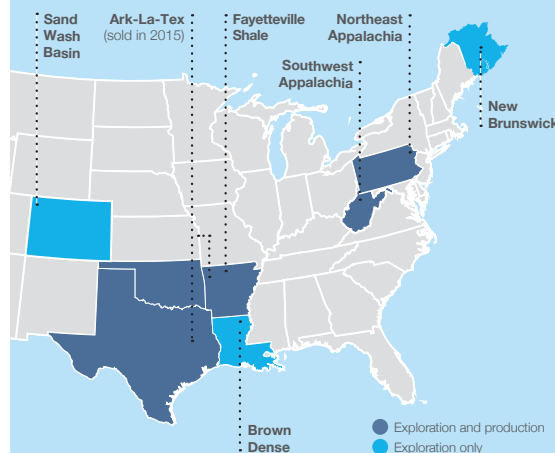 Sand
Wash
Basin
Ark-La-Tex
(sold in 2015)
Fayetteville
Shale
Northeast
Appalachia
Southwest
Appalachia
New
Brunswick
Brown
Dense
Exploration and production
Exploration only